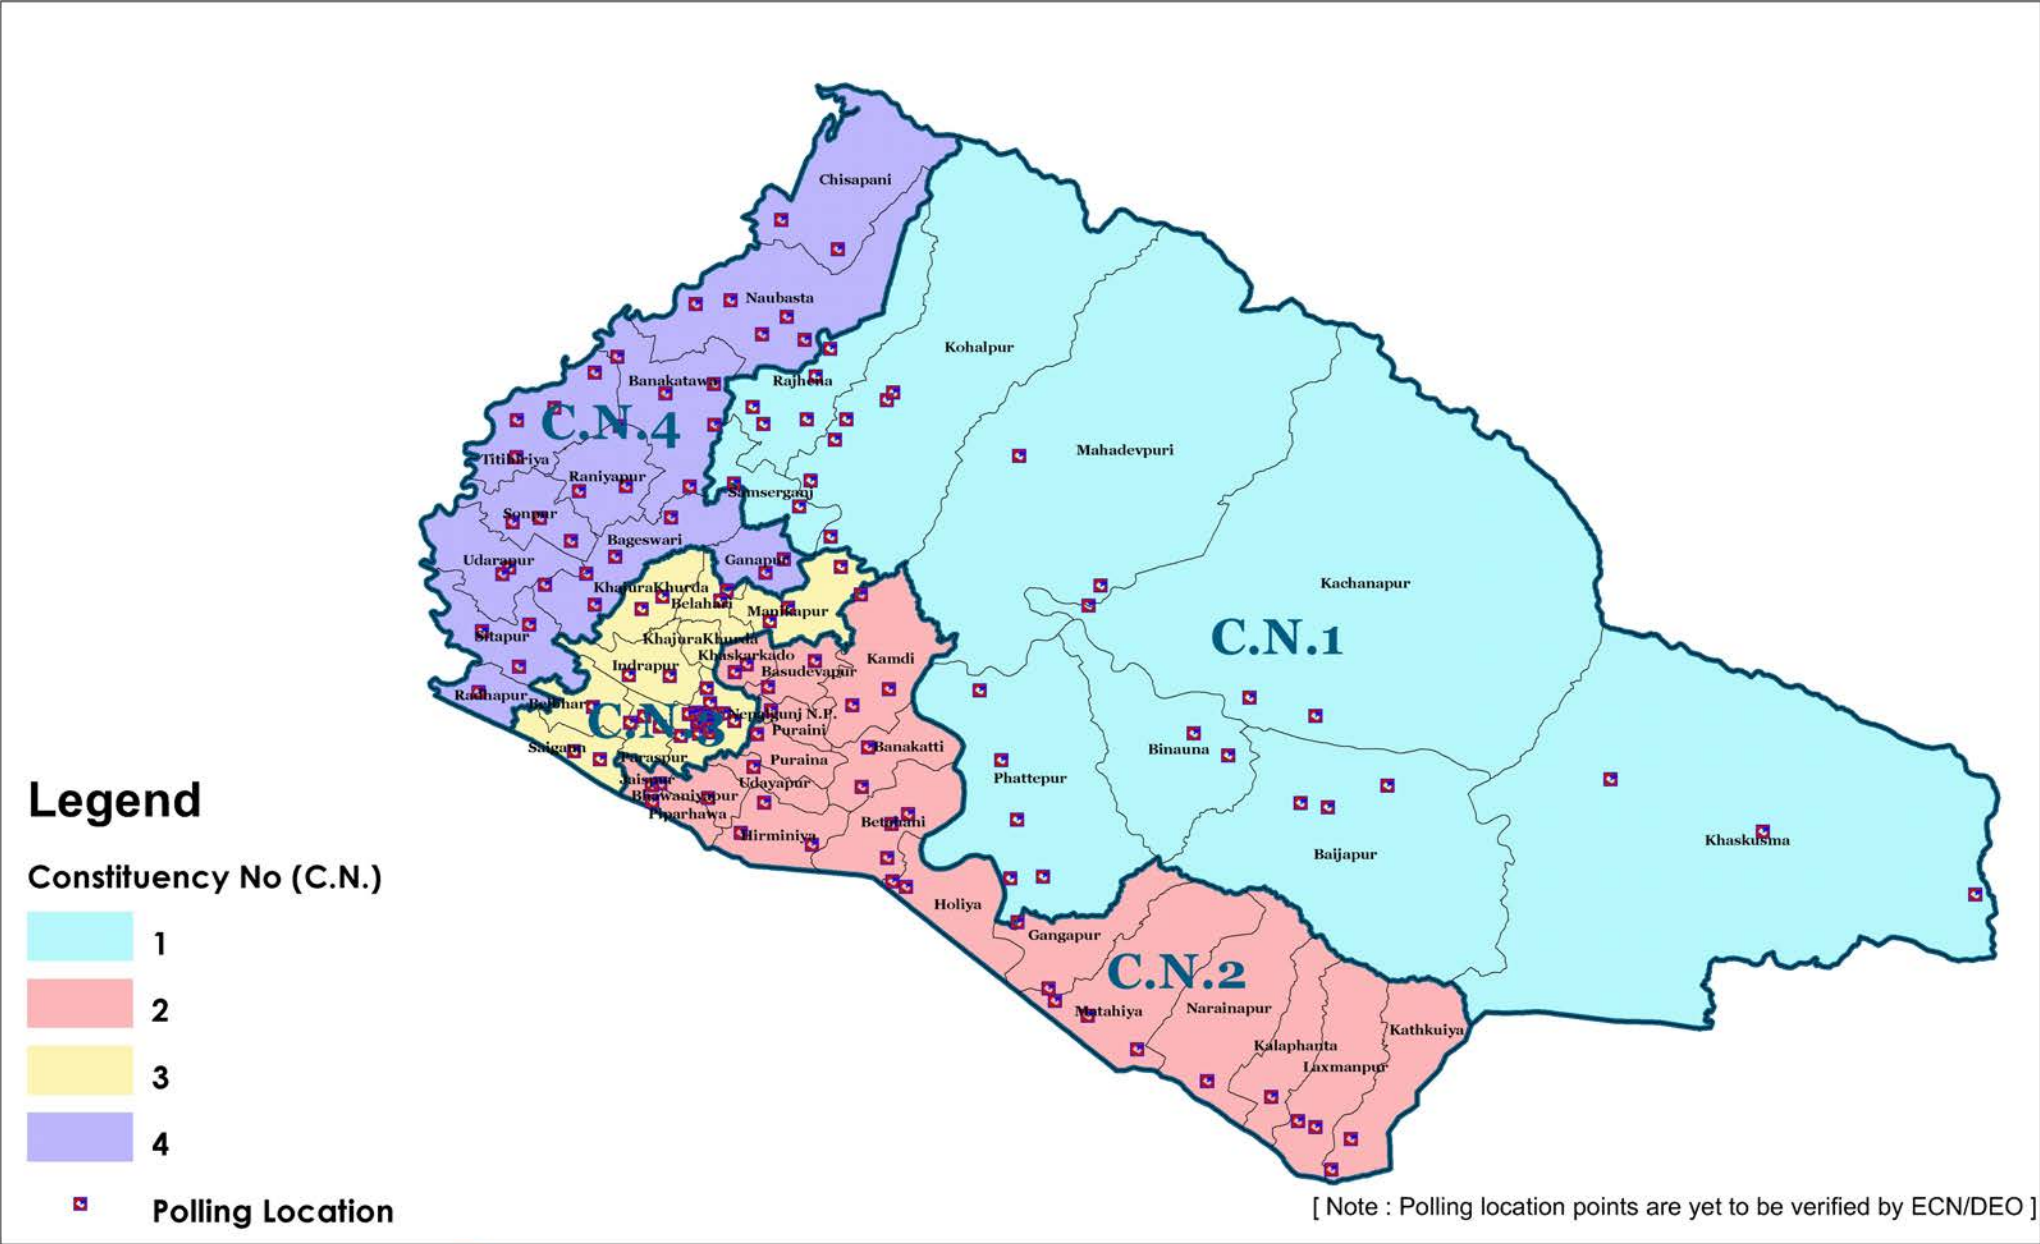 Chisapani
Naubasta
Kohalpur
Banakatawa
Rajhena
C.N.4
Mahadevpuri
Titihiriya
Raniyapur
Samserganj
Sonpur
Bageswari
Udarapur
Ganapur
KhajuraKhurda
Kachanapur
Belahari
Manikapur
Sitapur
KhajuraKhurda
C.N.1
Khaskarkado
Kamdi
Indrapur
Basudevapur
Radhapur
C.N.3
Nepalgunj N.P.
Puraini
Saigaun
Banakatti
Binauna
Paraspur
Puraina
Phattepur
Jaispur
Udayapur
Bhawaniyapur
Piparhawa
Betahani
Hirminiya
Khaskusma
Baijapur
Holiya
Gangapur
C.N.2
Matahiya
Narainapur
Kathkuiya
Kalaphanta
Laxmanpur
Legend
Constituency No (C.N.)
1
2
3
4
Polling Location
[ Note : Polling location points are yet to be verified by ECN/DEO ]